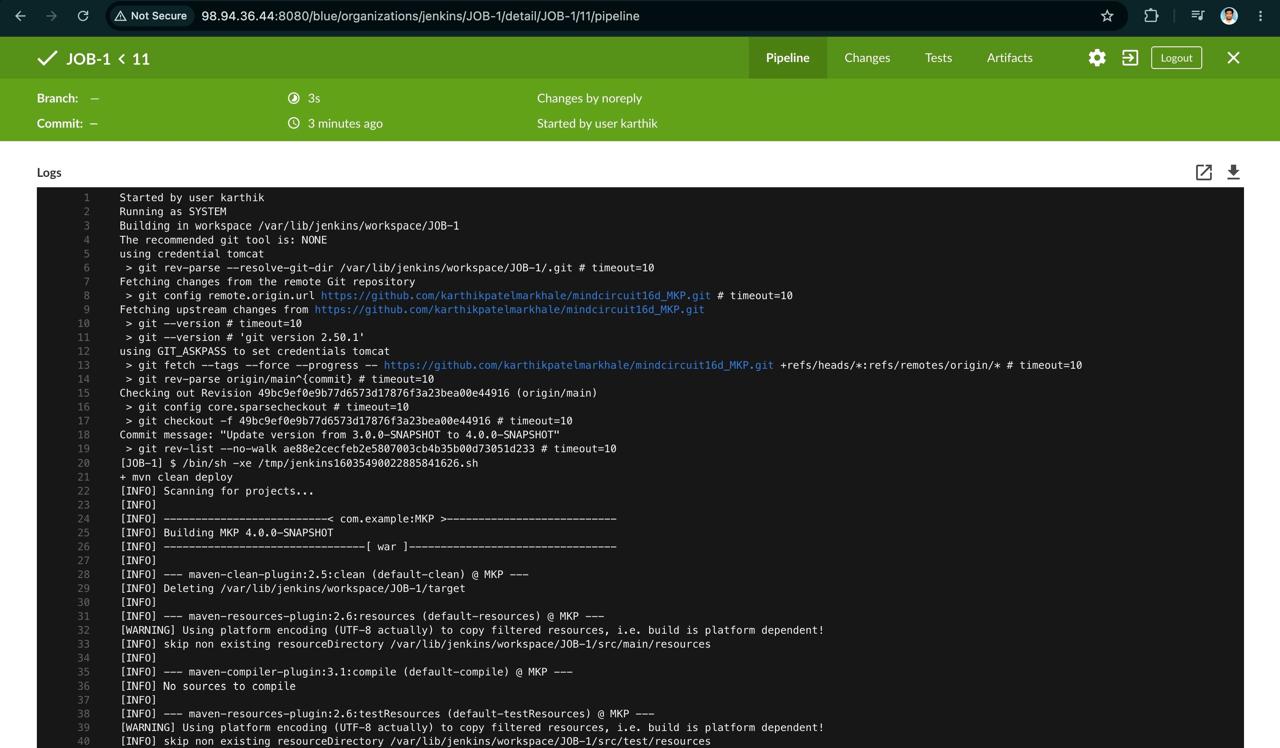 Not Secure 98.94.36.44:8080/blue/organizations/jenkins/JOB-1/detail/JOB-1/11/pipeline
JOB-1 < 11 Pipeline Changes Tests Artifacts Logout
Branch: — 3s Changes by noreply
Commit: — 3 minutes ago Started by user karthik
Logs
1 Started by user karthik
2 Running as SYSTEM
3 Building in workspace /var/lib/jenkins/workspace/JOB-1
4 The recommended git tool is: NONE
5 using credential tomcat
6 > git rev-parse --resolve-git-dir /var/lib/jenkins/workspace/JOB-1/.git # timeout=10
7 Fetching changes from the remote Git repository
8 > git config remote.origin.url https://github.com/karthikpatelmarkhale/mindcircuit16d_MKP.git # timeout=10
9 Fetching upstream changes from https://github.com/karthikpatelmarkhale/mindcircuit16d_MKP.git
10 > git --version # timeout=10
11 > git --version # 'git version 2.50.1'
12 using GIT_ASKPASS to set credentials tomcat
13 > git fetch --tags --force --progress -- https://github.com/karthikpatelmarkhale/mindcircuit16d_MKP.git +refs/heads/*:refs/remotes/origin/* # timeout=10
14 > git rev-parse origin/main^{commit} # timeout=10
15 Checking out Revision 49bc9ef0e9b77d6573d17876f3a23bea00e44916 (origin/main)
16 > git config core.sparsecheckout # timeout=10
17 > git checkout -f 49bc9ef0e9b77d6573d17876f3a23bea00e44916 # timeout=10
18 Commit message: "Update version from 3.0.0-SNAPSHOT to 4.0.0-SNAPSHOT"
19 > git rev-list --no-walk ae88e2cecfeb2e5807003cb4b35b00d73051d233 # timeout=10
20 [JOB-1] $ /bin/sh -xe /tmp/jenkins16035490022885841626.sh
21 + mvn clean deploy
22 [INFO] Scanning for projects...
23 [INFO]
24 [INFO] ---------------------------< com.example:MKP >----------------------------
25 [INFO] Building MKP 4.0.0-SNAPSHOT
26 [INFO] --------------------------------[ war ]---------------------------------
27 [INFO]
28 [INFO] --- maven-clean-plugin:2.5:clean (default-clean) @ MKP ---
29 [INFO] Deleting /var/lib/jenkins/workspace/JOB-1/target
30 [INFO]
31 [INFO] --- maven-resources-plugin:2.6:resources (default-resources) @ MKP ---
32 [WARNING] Using platform encoding (UTF-8 actually) to copy filtered resources, i.e. build is platform dependent!
33 [INFO] skip non existing resourceDirectory /var/lib/jenkins/workspace/JOB-1/src/main/resources
34 [INFO]
35 [INFO] --- maven-compiler-plugin:3.1:compile (default-compile) @ MKP ---
36 [INFO] No sources to compile
37 [INFO]
38 [INFO] --- maven-resources-plugin:2.6:testResources (default-testResources) @ MKP ---
39 [WARNING] Using platform encoding (UTF-8 actually) to copy filtered resources, i.e. build is platform dependent!
40 [INFO] skip non existing resourceDirectory /var/lib/jenkins/workspace/JOB-1/src/test/resources